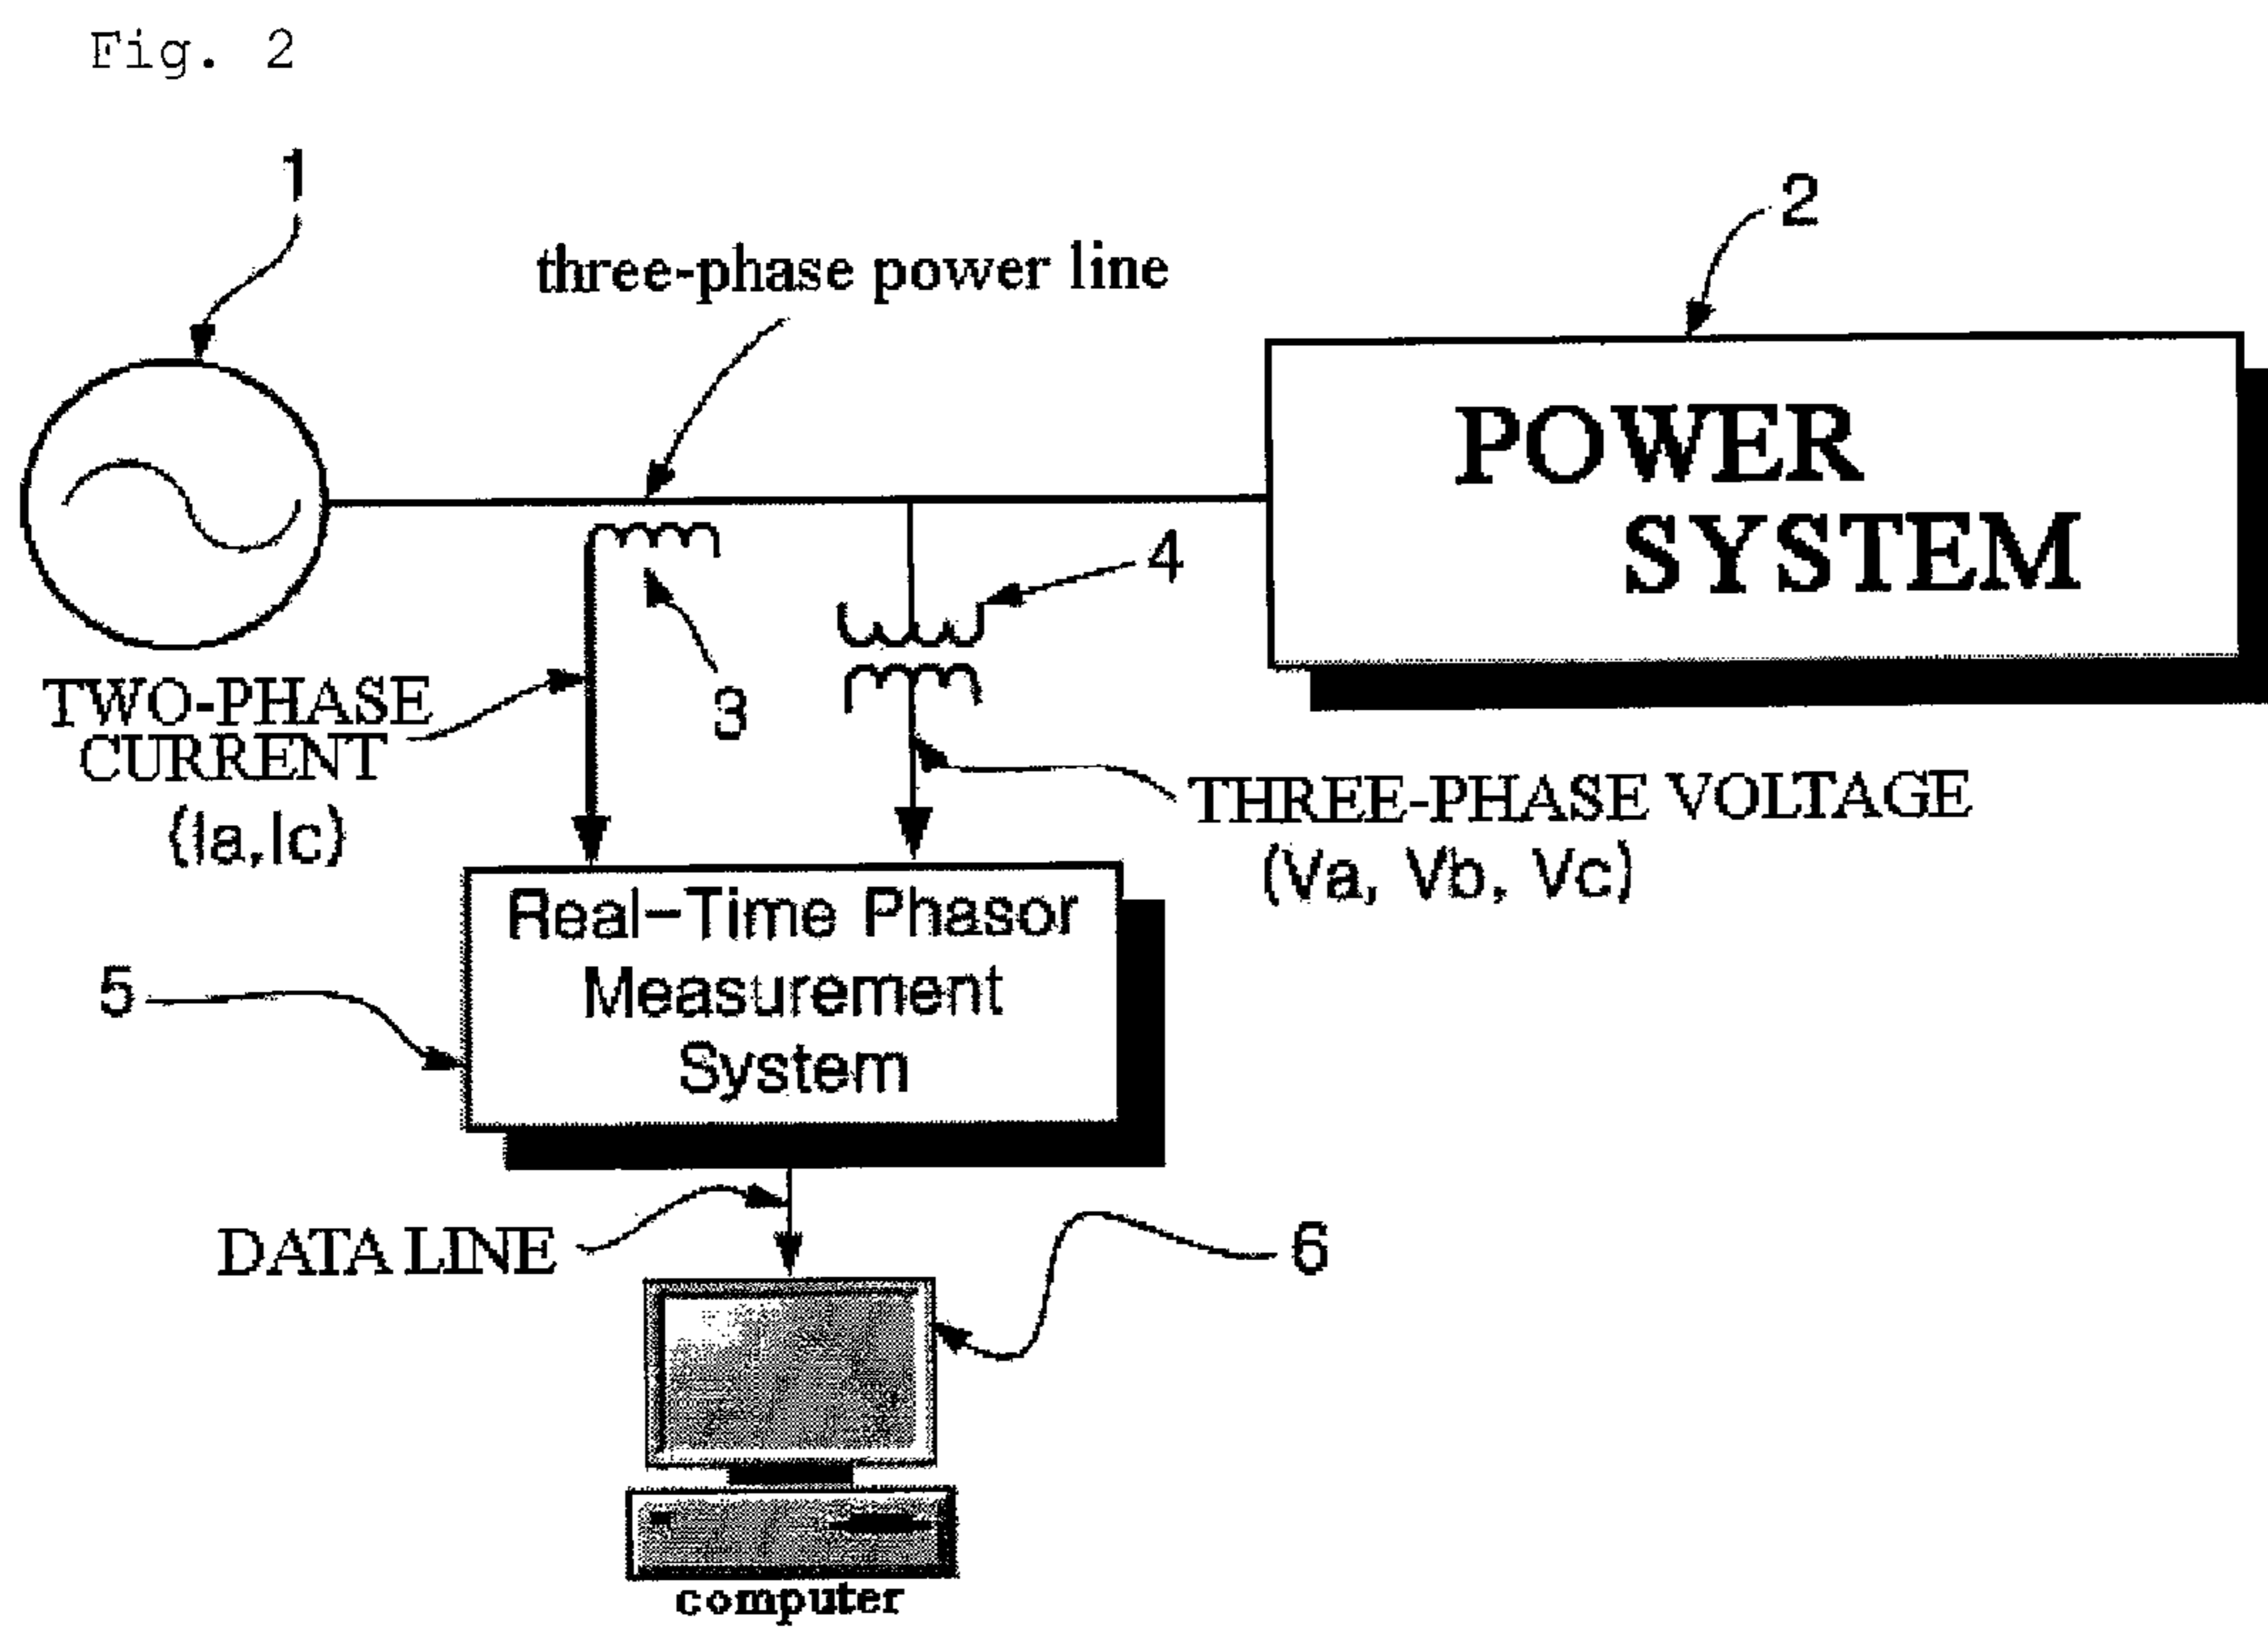 Fig. 2
1
2
three-phase power line
POWER
SYSTEM
4
3
TWO-PHASE
CURRENT
(Ia,Ic)
THREE-PHASE VOLTAGE
(Va, Vb, Vc)
Real-Time Phasor
Measurement
System
5
DATA LINE
6
computer